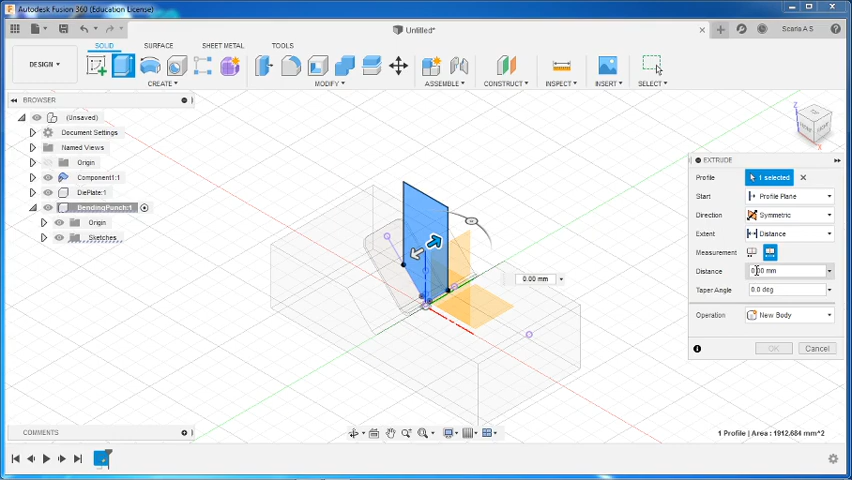 Autodesk Fusion 360 (Education License)
Untitled*
Scaria A S
SOLID SURFACE SHEET METAL TOOLS
DESIGN
CREATE MODIFY ASSEMBLE CONSTRUCT INSPECT INSERT SELECT
BROWSER
(Unsaved)
Document Settings
Named Views
Origin
Component1:1
DiePlate:1
BendingPunch:1
Origin
Sketches
Z
X
EXTRUDE
Profile 1 selected
Start Profile Plane
Direction Symmetric
Extent Distance
Measurement
Distance 0.00 mm
Taper Angle 0.0 deg
Operation New Body
OK Cancel
0.00 mm
COMMENTS
1 Profile | Area : 1912.684 mm^2